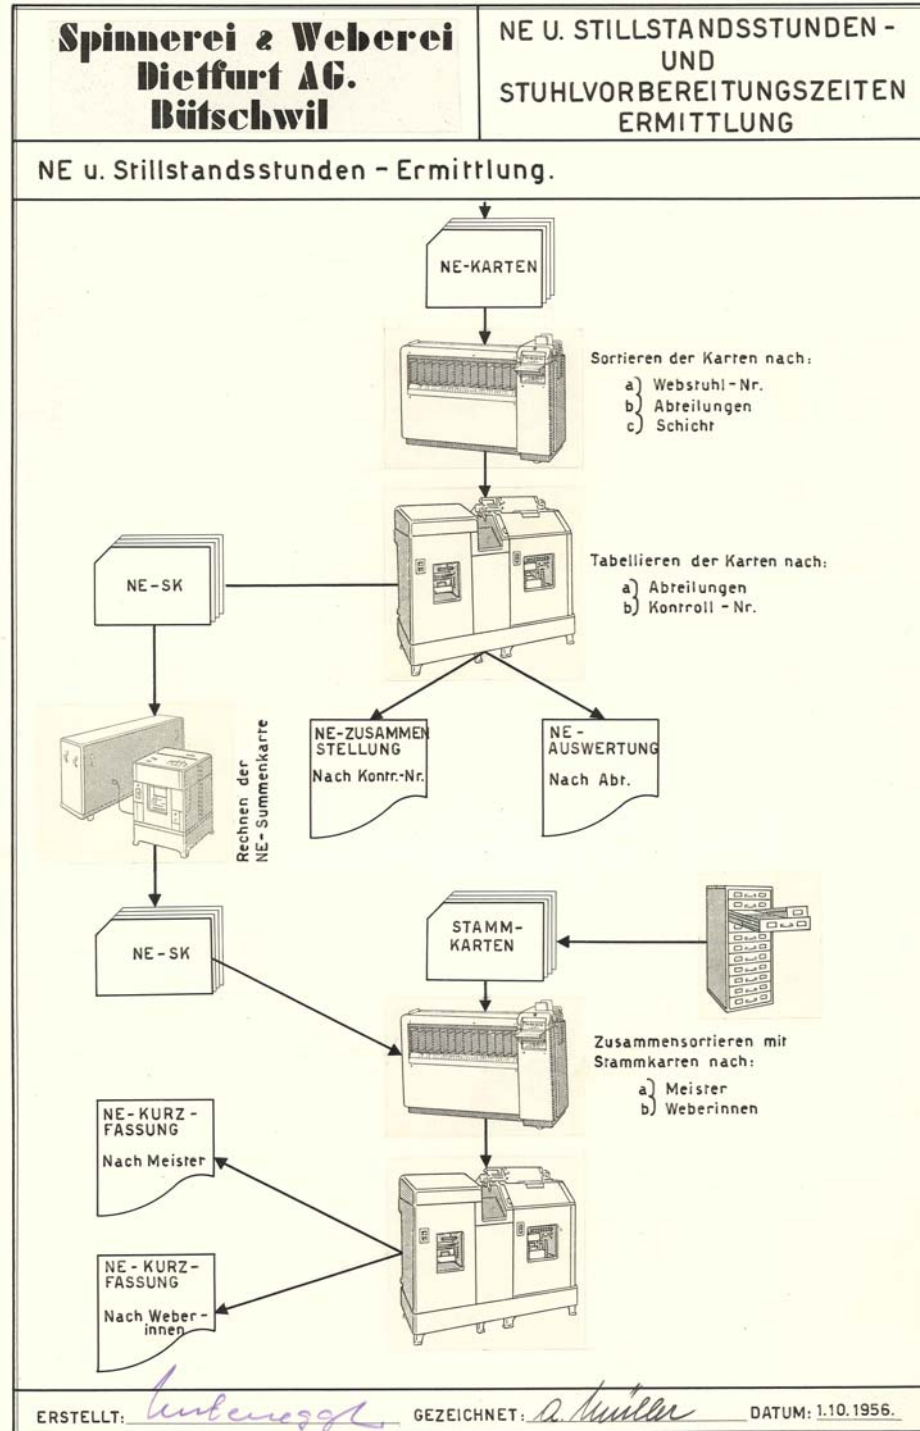 Spinnerei & Weberei
Dietfurt AG.
Bütschwil
NE U. STILLSTANDSSTUNDEN -
UND
STUHLVORBEREITUNGSZEITEN
ERMITTLUNG
NE u. Stillstandsstunden - Ermittlung.
NE-KARTEN
Sortieren der Karten nach:
a) Webstuhl-Nr.
b) Abteilungen
c) Schicht
NE-SK
Tabellieren der Karten nach:
a) Abteilungen
b) Kontroll-Nr.
Rechnen der
NE-Summenkarte
NE-ZUSAMMEN
STELLUNG
Nach Kontr.-Nr.
NE-
AUSWERTUNG
Nach Abt.
NE-SK
STAMM-
KARTEN
Zusammensortieren mit
Stammkarten nach:
a) Meister
b) Weberinnen
NE-KURZ-
FASSUNG
Nach Meister
NE-KURZ-
FASSUNG
Nach Weber-
innen
ERSTELLT: GEZEICHNET: A. Müller DATUM: 1.10.1956.